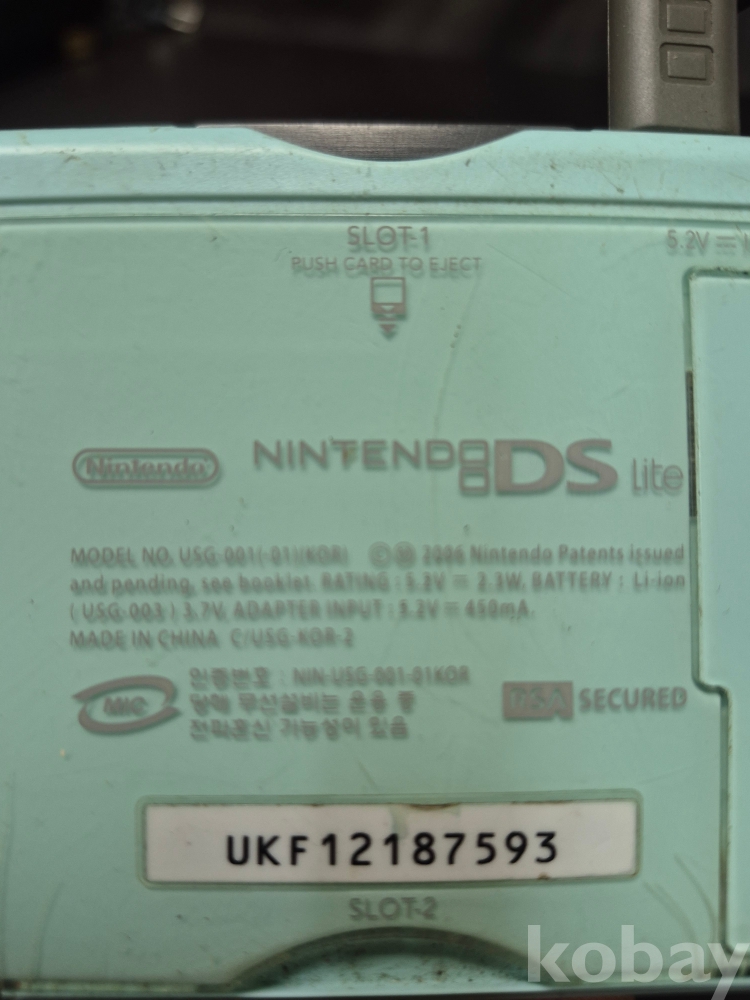 SLOT-1
5.2V ⎓
PUSH CARD TO EJECT
Nintendo
NINTENDO DS Lite
MODEL NO. USG-001(-01)(KOR) Ⓒ Ⓜ 2006 Nintendo Patents issued
and pending, see booklet. RATING : 5.2V ⎓ 2.3W, BATTERY : Li-ion
( USG-003 ) 3.7V, ADAPTER INPUT : 5.2V ⎓ 450mA.
MADE IN CHINA C/USG-KOR-2
MIC
인증번호 : NIN-USG-001-01KOR
당해 무선설비는 운용 중
전파혼신 가능성이 있음
RSA SECURED
UKF12187593
SLOT-2
kobay